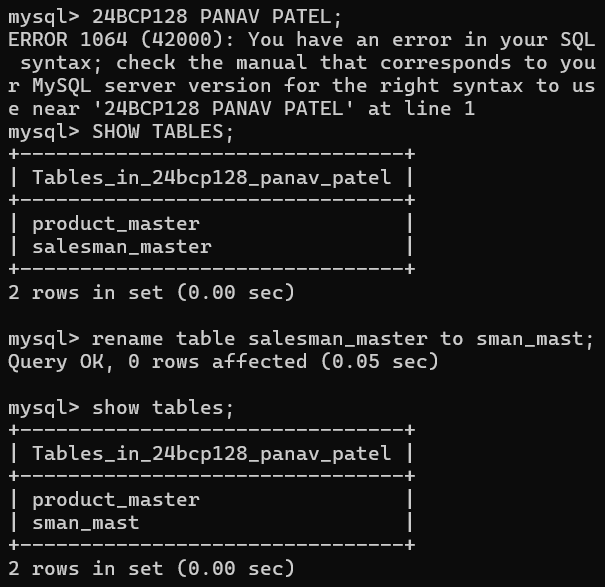 mysql> 24BCP128 PANAV PATEL;
ERROR 1064 (42000): You have an error in your SQL
 syntax; check the manual that corresponds to you
r MySQL server version for the right syntax to us
e near '24BCP128 PANAV PATEL' at line 1
mysql> SHOW TABLES;
+--------------------------------+
| Tables_in_24bcp128_panav_patel |
+--------------------------------+
| product_master                 |
| salesman_master                |
+--------------------------------+
2 rows in set (0.00 sec)

mysql> rename table salesman_master to sman_mast;
Query OK, 0 rows affected (0.05 sec)

mysql> show tables;
+--------------------------------+
| Tables_in_24bcp128_panav_patel |
+--------------------------------+
| product_master                 |
| sman_mast                      |
+--------------------------------+
2 rows in set (0.00 sec)